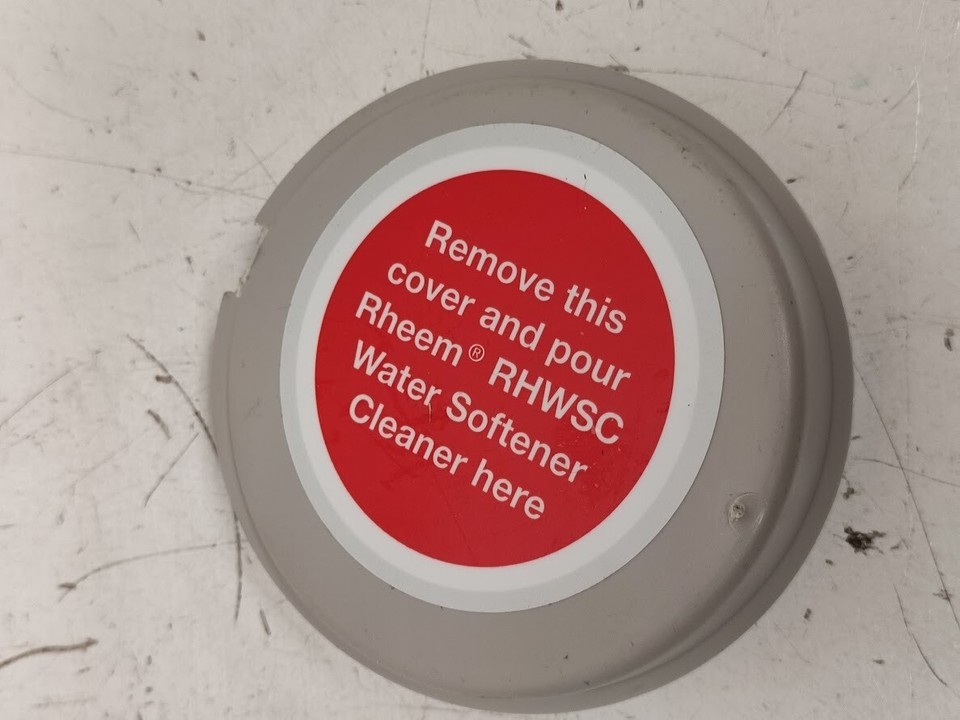 Remove this
cover and pour
Rheem® RHWSC
Water Softener
Cleaner here